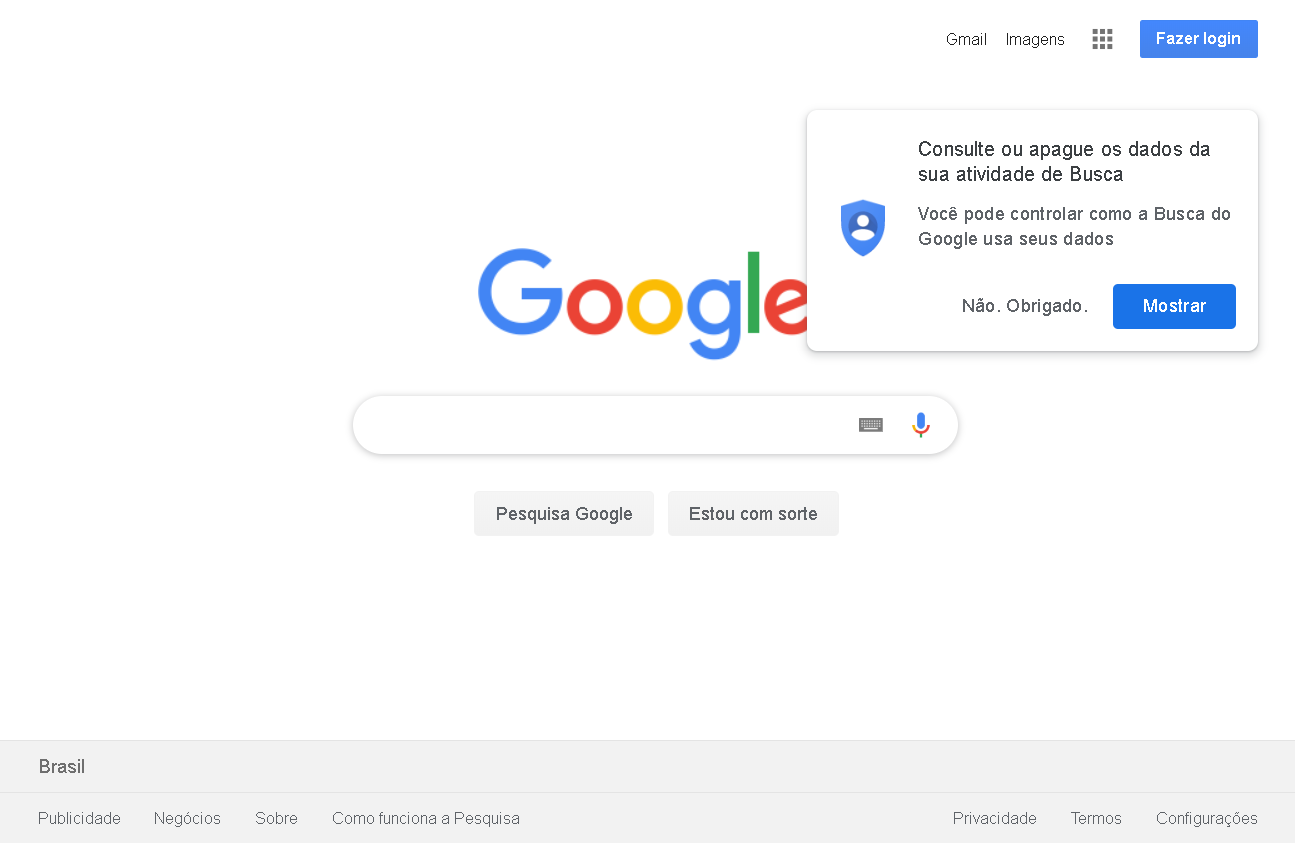 Gmail Imagens Fazer login
Consulte ou apague os dados da
sua atividade de Busca
Você pode controlar como a Busca do
Google usa seus dados
Não. Obrigado. Mostrar
Google
Pesquisa Google Estou com sorte
Brasil
Publicidade Negócios Sobre Como funciona a Pesquisa Privacidade Termos Configurações